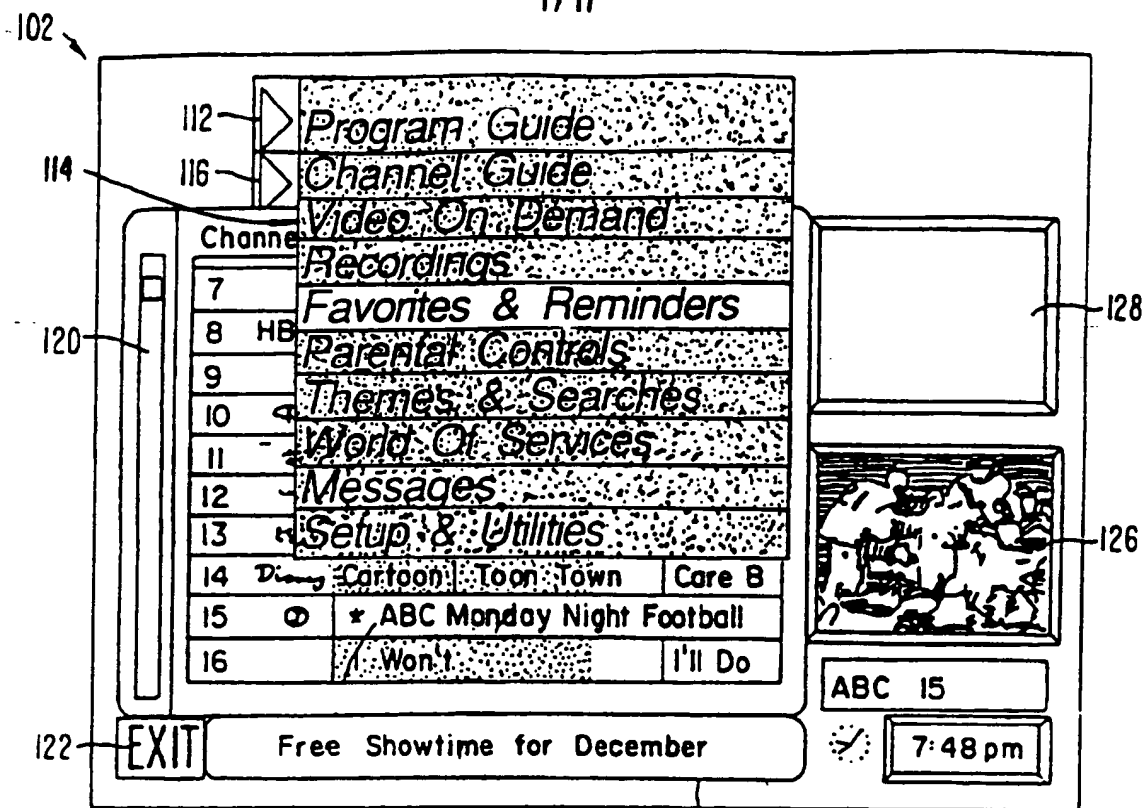 102
112
Program Guide
116
Channel Guide
114
Video On Demand
Channe
Recordings
7
Favorites & Reminders
8 HB
Parental Controls
128
120
9
Themes & Searches
10
World Of Services
11
12
Messages
13
Setup & Utilities
126
14 Disney Cartoon Toon Town Care B
15 * ABC Monday Night Football
16 I Won't I'll Do
ABC 15
122
EXIT
Free Showtime for December
7:48 pm